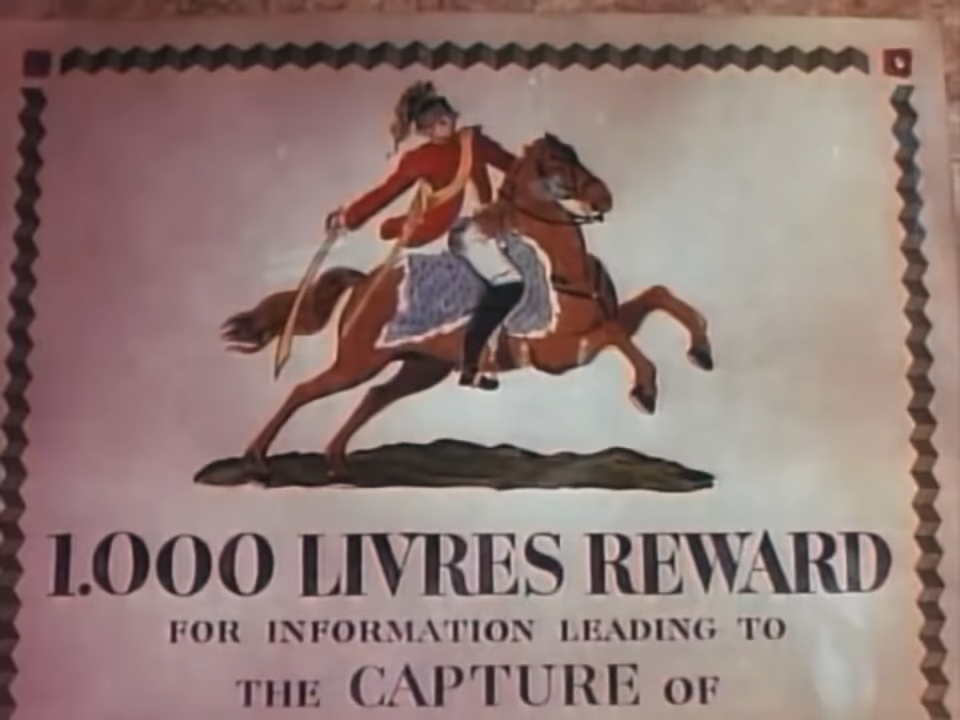 1.000 LIVRES REWARD
FOR INFORMATION LEADING TO
THE CAPTURE OF